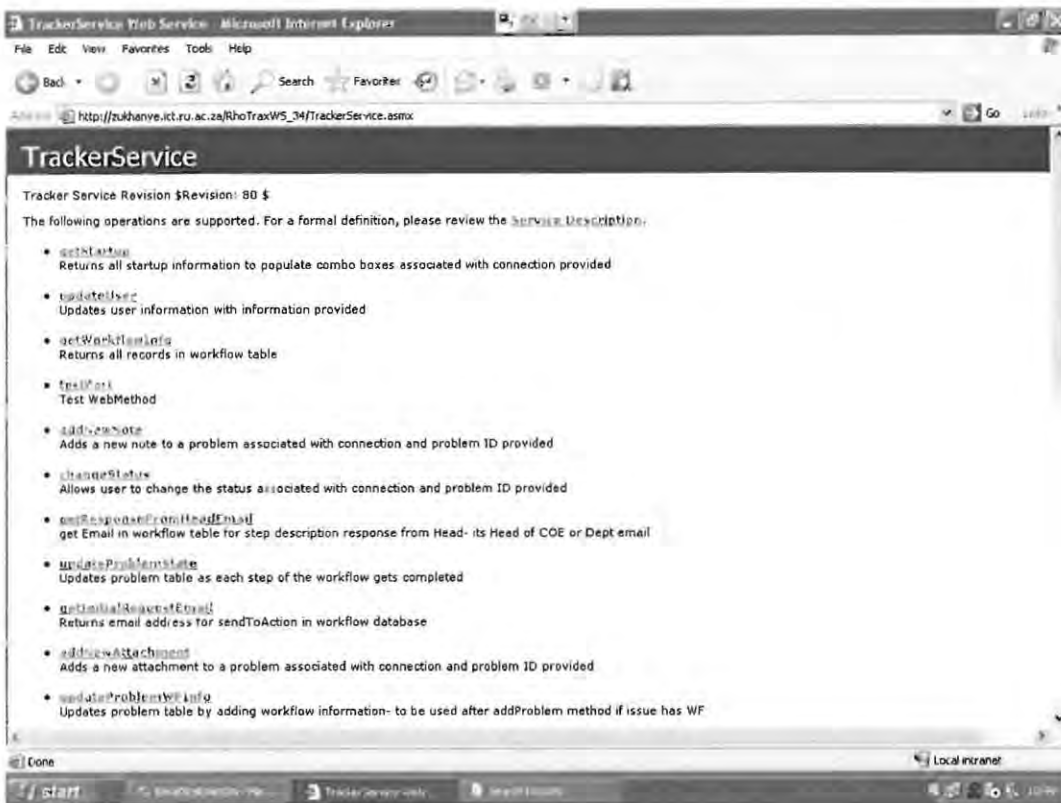 TrackerService Web Service - Microsoft Internet Explorer
File Edit View Favorites Tools Help
Back Search Favorites
http://zukhanye.ict.ru.ac.za/RhoTraxWS_34/TrackerService.asmx Go
TrackerService
Tracker Service Revision $Revision: 80 $
The following operations are supported. For a formal definition, please review the Service Description.
getStartup
Returns all startup information to populate combo boxes associated with connection provided
updateUser
Updates user information with information provided
getWorkflowInfo
Returns all records in workflow table
Test WebMethod
addNewNote
Adds a new note to a problem associated with connection and problem ID provided
changeStatus
Allows user to change the status associated with connection and problem ID provided
getResponseFromHeadEmail
get Email in workflow table for step description response from Head- its Head of COE or Dept email
updateProblemState
Updates problem table as each step of the workflow gets completed
getInitialRequestEmail
Returns email address for sendToAction in workflow database
addNewAttachment
Adds a new attachment to a problem associated with connection and problem ID provided
updateProblemWFInfo
Updates problem table by adding workflow information- to be used after addProblem method if issue has WF
Done Local intranet
start